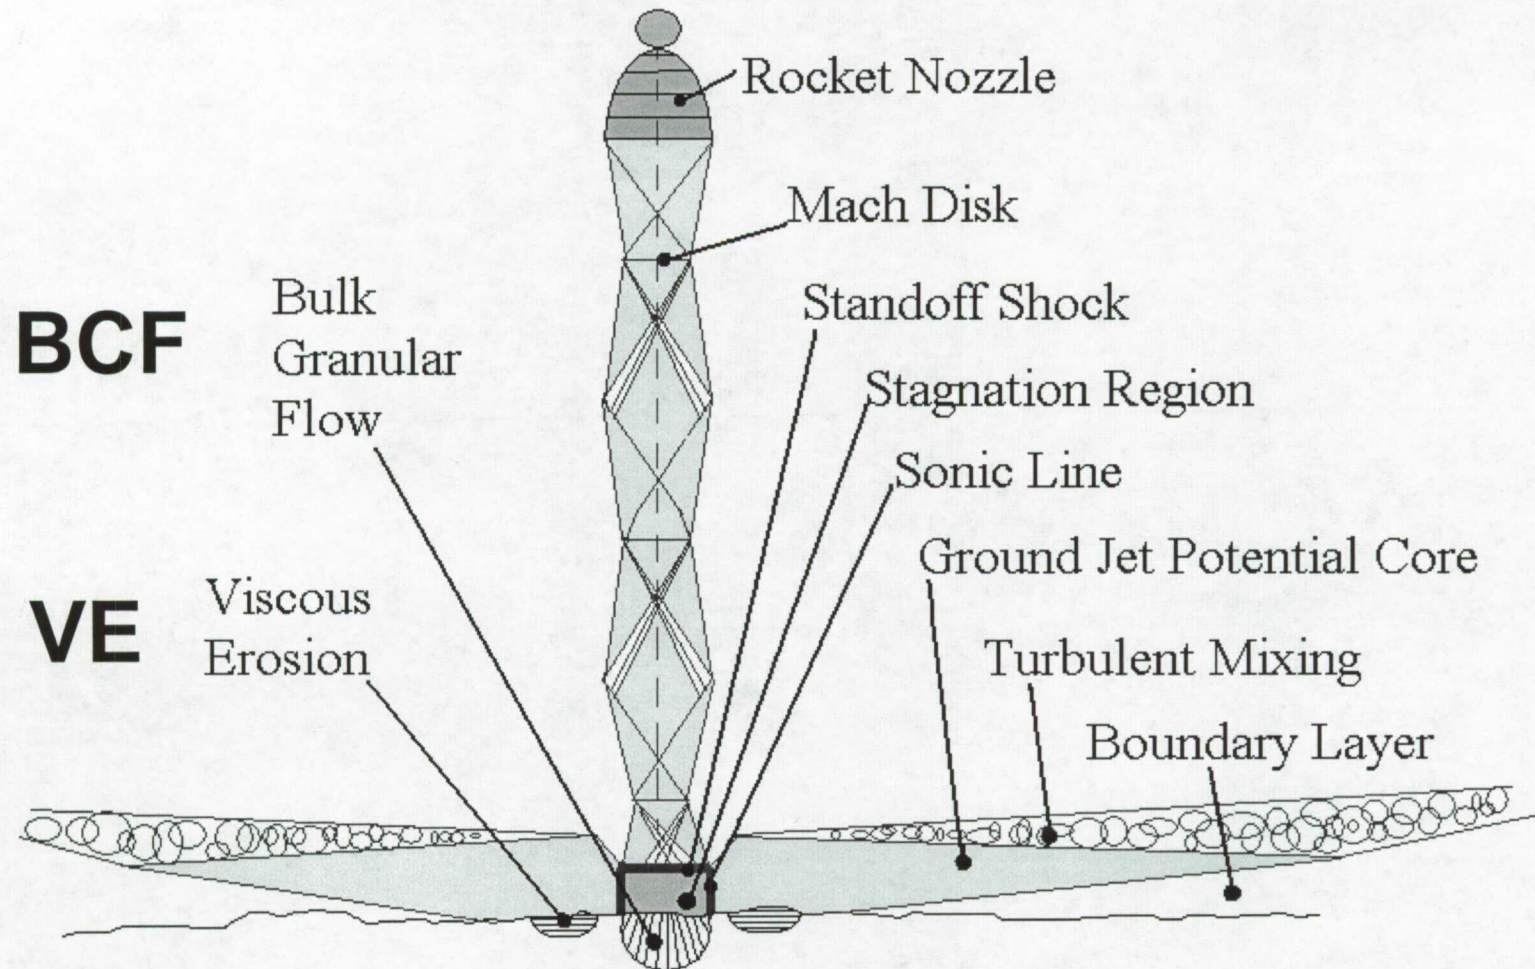 Rocket Nozzle
Mach Disk
Standoff Shock
Stagnation Region
Sonic Line
Ground Jet Potential Core
Turbulent Mixing
Boundary Layer
BCF
Bulk
Granular
Flow
VE
Viscous
Erosion